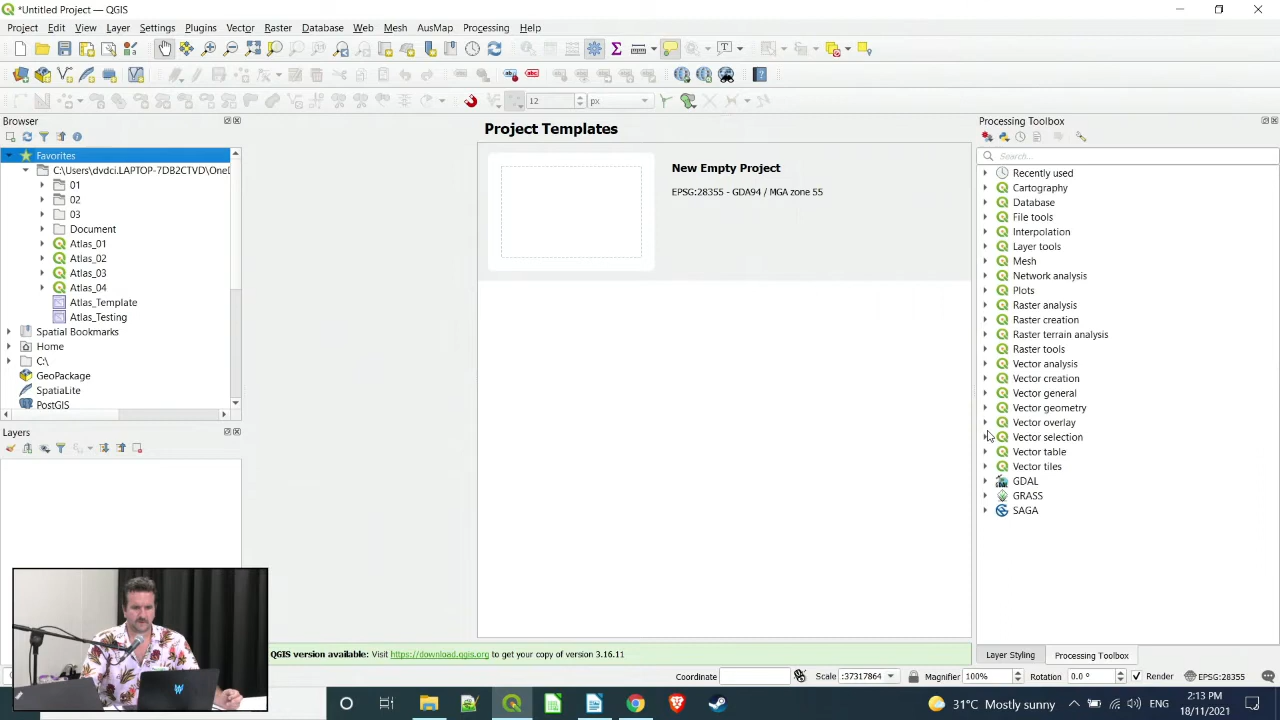 *Untitled Project — QGIS
Project Edit View Layer Settings Plugins Vector Raster Database Web Mesh AusMap Processing Help
12 px
Browser
Favorites
C:\Users\dvdci.LAPTOP-7DB2CTVD\OneD
01
02
03
Document
Atlas_01
Atlas_02
Atlas_03
Atlas_04
Atlas_Template
Atlas_Testing
Spatial Bookmarks
Home
C:\
GeoPackage
SpatiaLite
PostGIS
Layers
Project Templates
New Empty Project
EPSG:28355 - GDA94 / MGA zone 55
Processing Toolbox
Search...
Recently used
Cartography
Database
File tools
Interpolation
Layer tools
Mesh
Network analysis
Plots
Raster analysis
Raster creation
Raster terrain analysis
Raster tools
Vector analysis
Vector creation
Vector general
Vector geometry
Vector overlay
Vector selection
Vector table
Vector tiles
GDAL
GRASS
SAGA
Layer Styling Processing Toolbox
QGIS version available: Visit https://download.qgis.org to get your copy of version 3.16.11
Coordinate Scale :37317864 Magnifier 100% Rotation 0.0 ° Render EPSG:28355
31°C Mostly sunny ENG 2:13 PM
18/11/2021